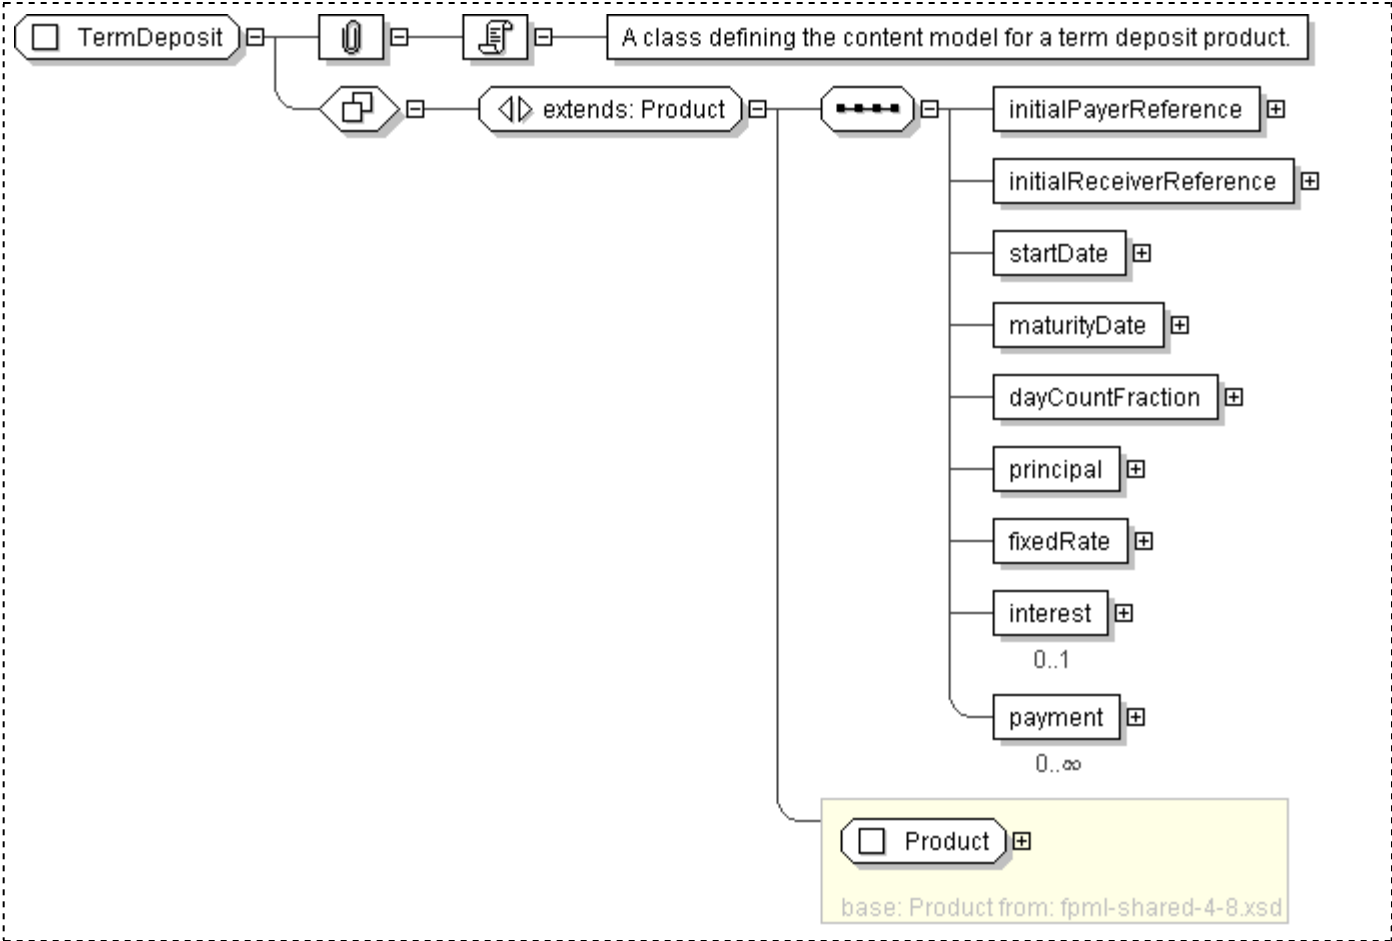 TermDeposit
A class defining the content model for a term deposit product.
extends: Product
initialPayerReference
initialReceiverReference
startDate
maturityDate
dayCountFraction
principal
fixedRate
interest
0..1
payment
0..∞
Product
base: Product from: fpml-shared-4-8.xsd